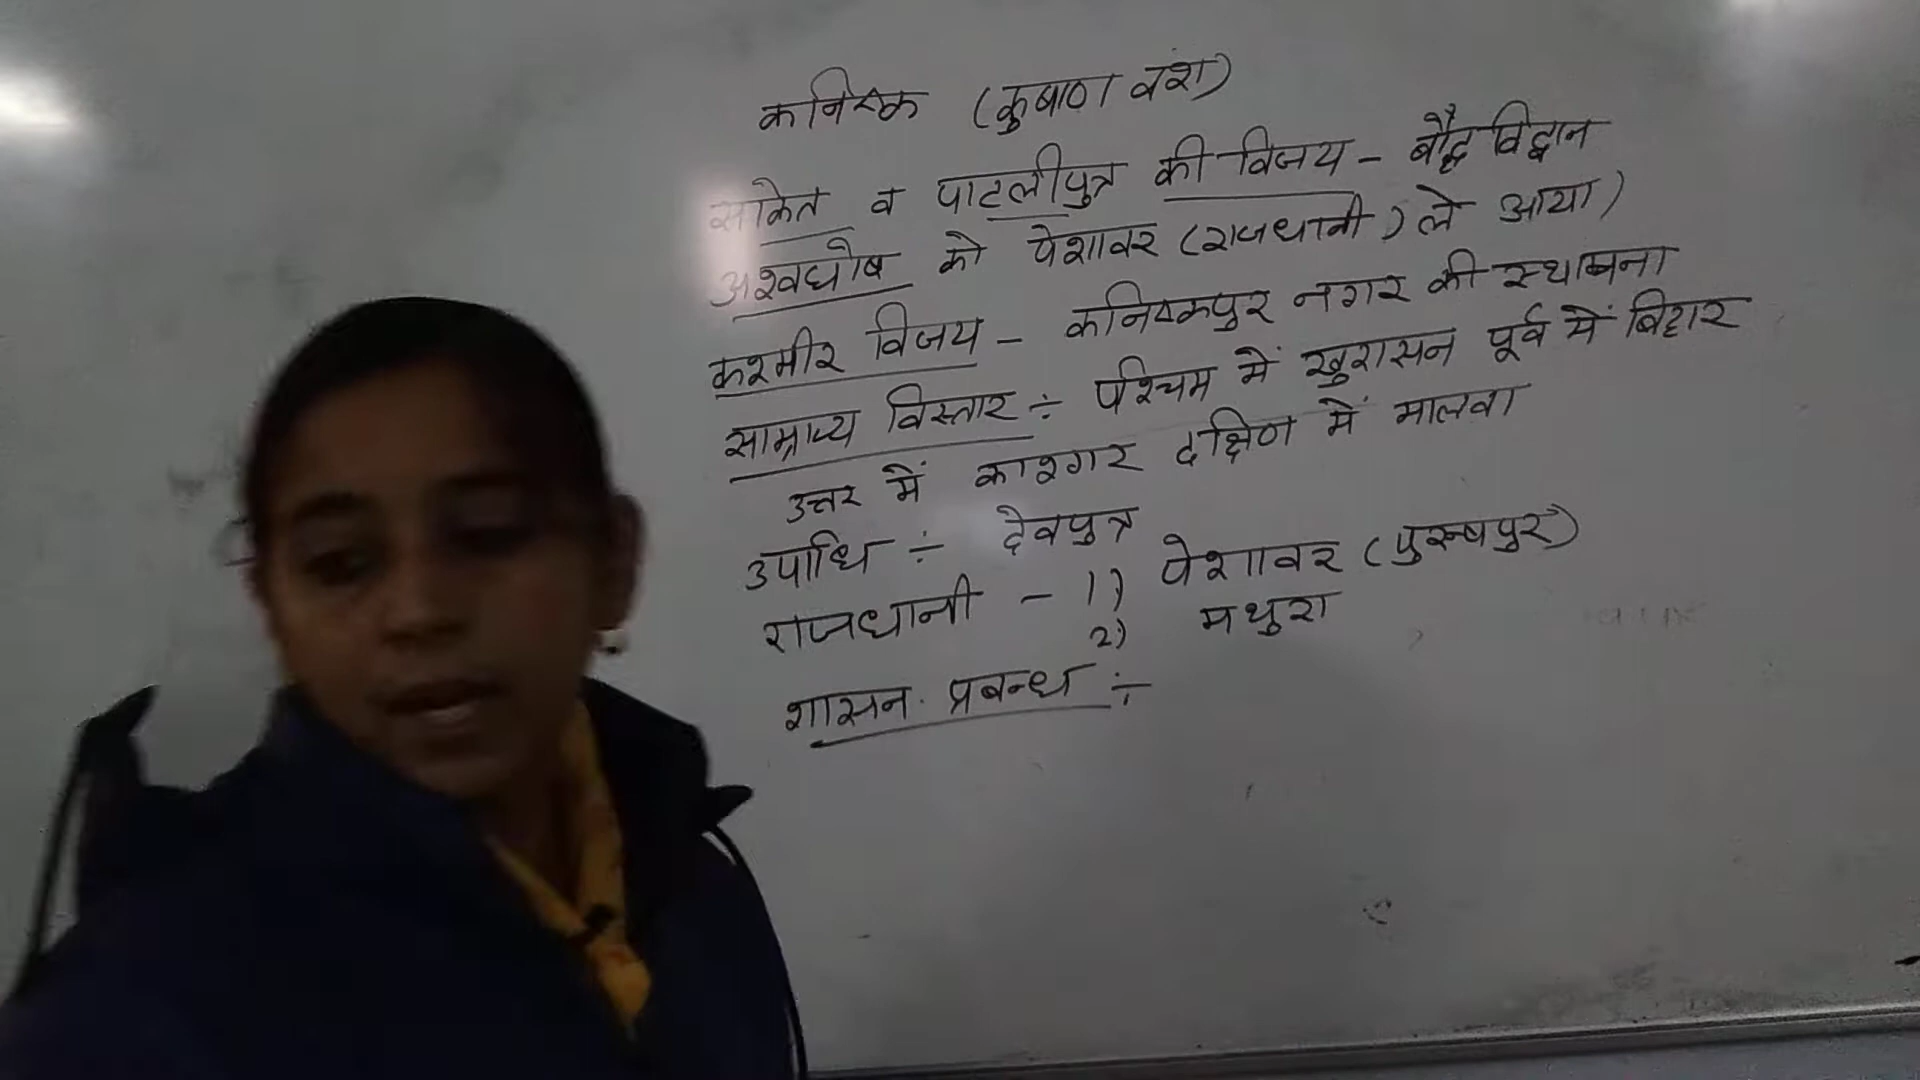 कनिष्क (कुषाण वंश)
साकेत व पाटलीपुत्र की विजय - बौद्ध विद्वान
अश्वघोष को पेशावर (राजधानी) ले आया)
कश्मीर विजय - कनिष्कपुर नगर की स्थापना
साम्राज्य विस्तार ÷ पश्चिम में खुरासन पूर्व में बिहार
उत्तर में काश्गर दक्षिण में मालवा
उपाधि ÷ देवपुत्र
राजधानी - 1) पेशावर (पुरुषपुर)
2) मथुरा
शासन प्रबन्ध ÷